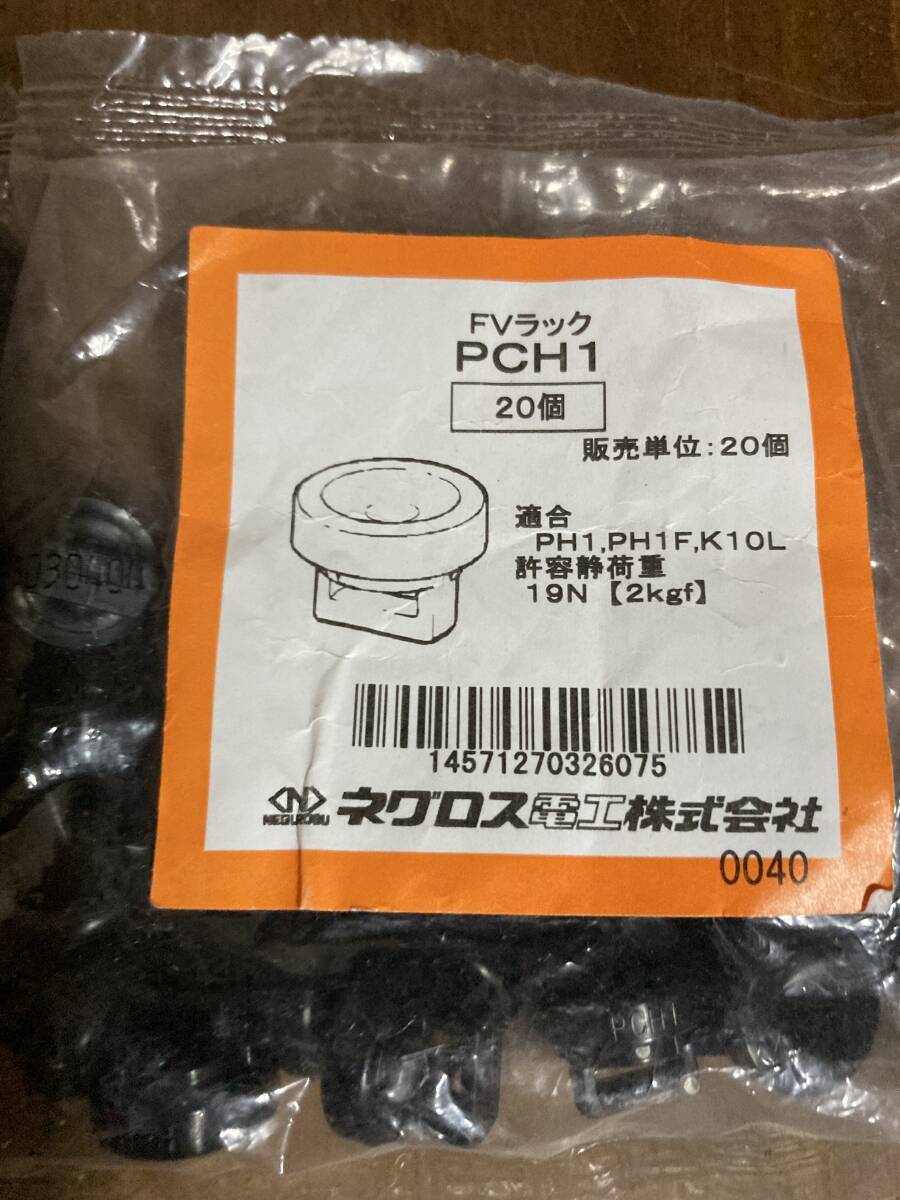 FVラック
PCH1
20個
販売単位:20個
適合
PH1,PH1F,K10L
許容静荷重
19N【2kgf】
14571270326075
NEGUROSU
ネグロス電工株式会社
0040
PCH1